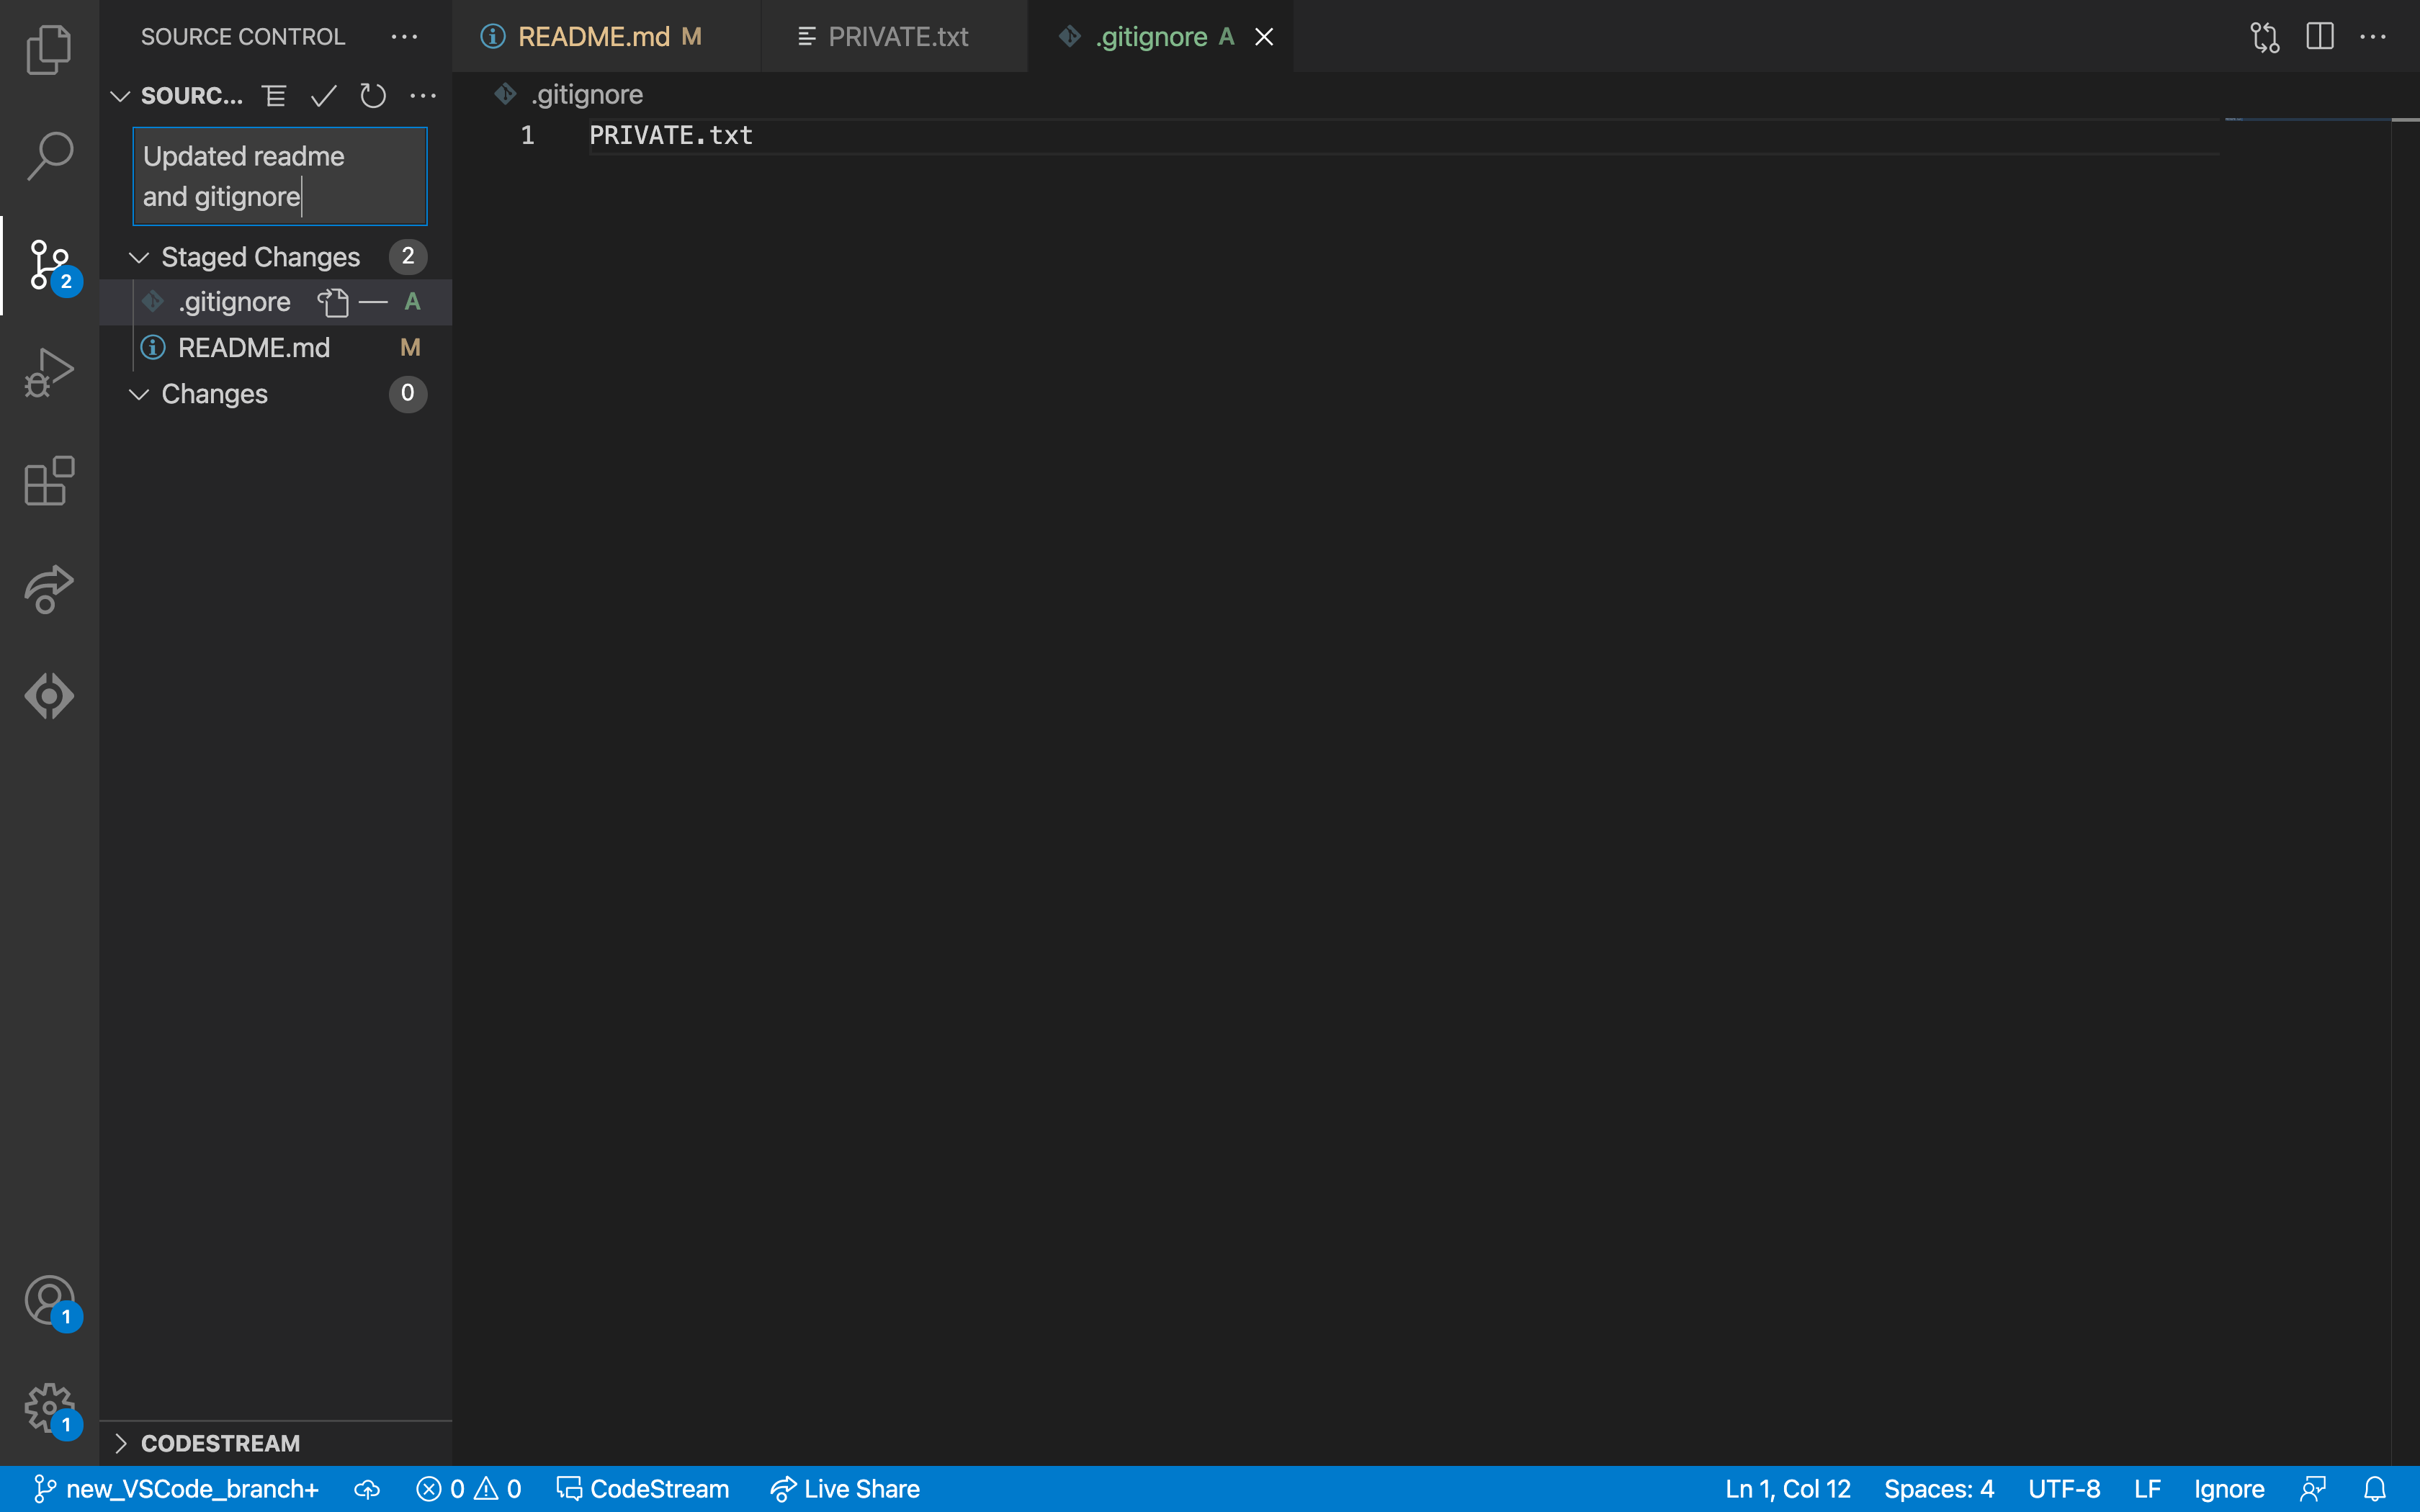 SOURCE CONTROL
README.md M
PRIVATE.txt
.gitignore A
SOURC...
.gitignore
Updated readme
and gitignore
1 PRIVATE.txt
Staged Changes 2
2
.gitignore A
README.md M
Changes 0
1
1
CODESTREAM
new_VSCode_branch+ 0 0 CodeStream Live Share Ln 1, Col 12 Spaces: 4 UTF-8 LF Ignore